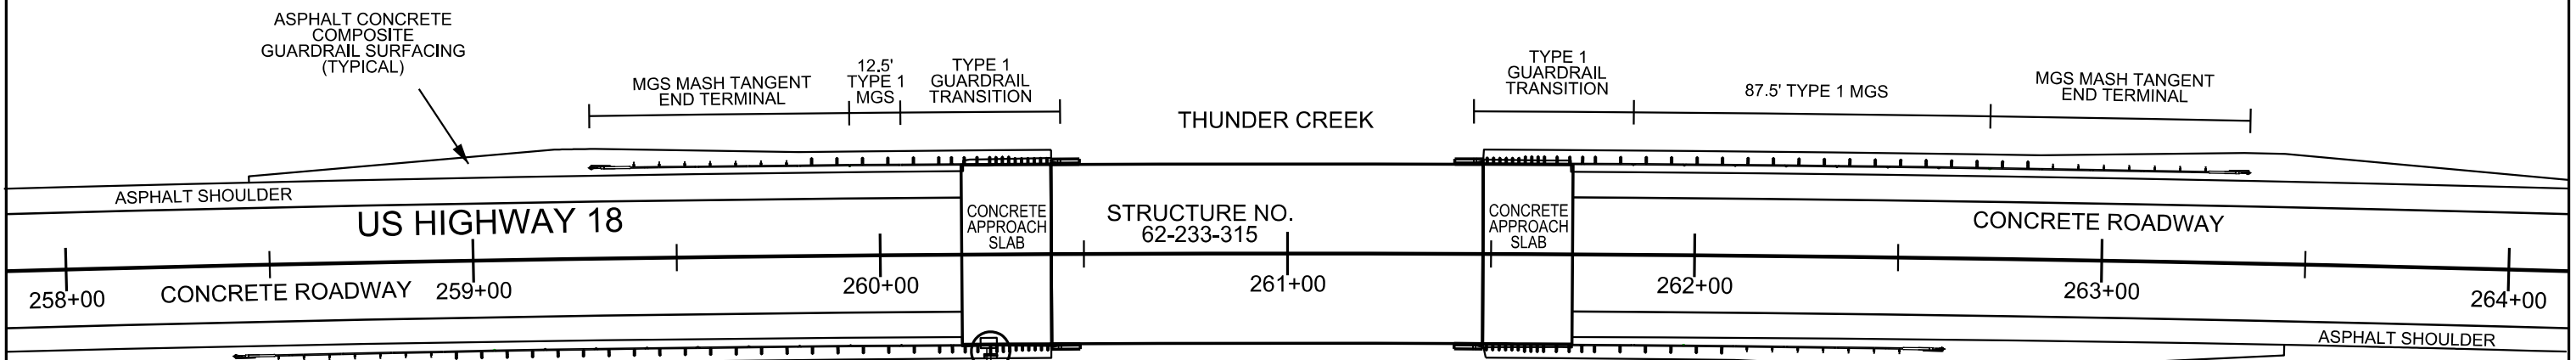 ASPHALT CONCRETE
COMPOSITE
GUARDRAIL SURFACING
(TYPICAL)
MGS MASH TANGENT
END TERMINAL
12.5'
TYPE 1
MGS
TYPE 1
GUARDRAIL
TRANSITION
THUNDER CREEK
TYPE 1
GUARDRAIL
TRANSITION
87.5' TYPE 1 MGS
MGS MASH TANGENT
END TERMINAL
ASPHALT SHOULDER
US HIGHWAY 18
CONCRETE
APPROACH
SLAB
STRUCTURE NO.
62-233-315
CONCRETE
APPROACH
SLAB
CONCRETE ROADWAY
258+00
CONCRETE ROADWAY
259+00
260+00
261+00
262+00
263+00
264+00
ASPHALT SHOULDER